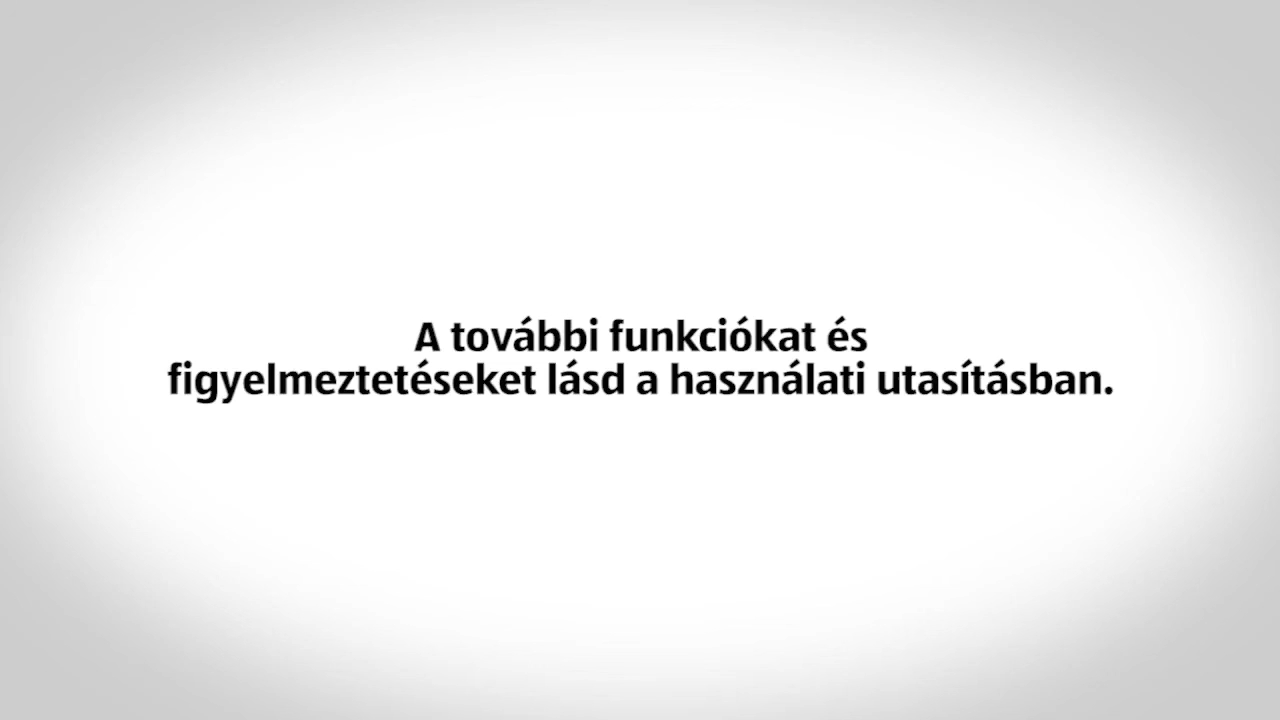 A további funkciókat és
figyelmeztetéseket lásd a használati utasításban.